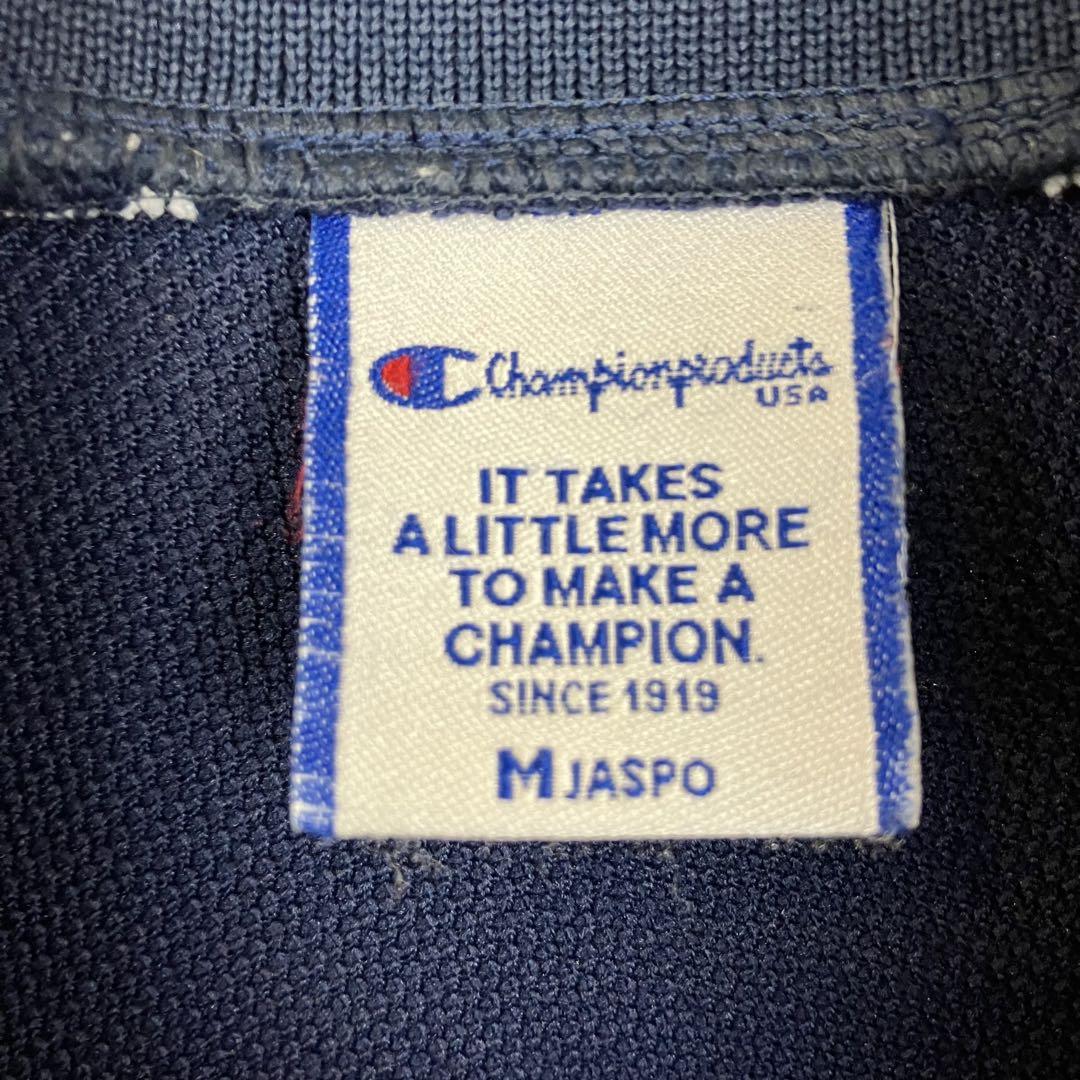 Championproducts
USA
IT TAKES
A LITTLE MORE
TO MAKE A
CHAMPION.
SINCE 1919
M JASPO